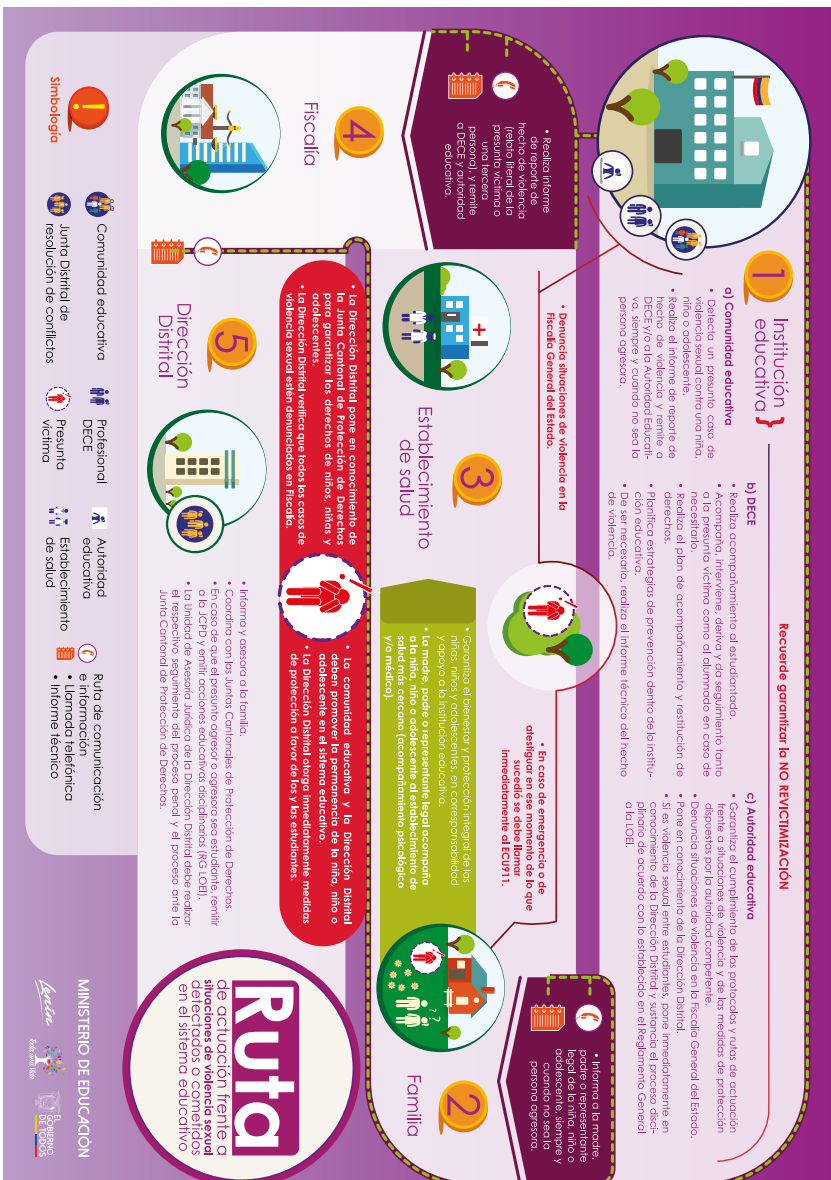 Ruta
de actuación frente a
situaciones de violencia sexual
detectados o cometidos
en el sistema educativo
Recuerde garantizar la NO REVICTIMIZACIÓN
1
Institución
educativa
a) Comunidad educativa
• Detecta un presunto caso de
violencia sexual contra una niña,
niño o adolescente.
• Realiza el informe de reporte de
hecho de violencia y remite a
DECE y/o a la Autoridad Educati-
va, siempre y cuando no sea la
persona agresora.
b) DECE
• Realiza acompañamiento al estudiantado.
• Acompaña, interviene, deriva y da seguimiento tanto
a la presunta víctima como al alumnado en caso de
necesitarlo.
• Realiza el plan de acompañamiento y restitución de
derechos.
• Planifica estrategias de prevención dentro de la institu-
ción educativa.
• De ser necesario, realiza el informe técnico del hecho
de violencia.
c) Autoridad educativa
• Garantiza el cumplimiento de los protocolos y rutas de actuación
frente a situaciones de violencia y de las medidas de protección
dispuestas por la autoridad competente.
• Denuncia situaciones de violencia en la Fiscalía General del Estado.
• Pone en conocimiento de la Dirección Distrital.
• Si es violencia sexual entre estudiantes, pone inmediatamente en
conocimiento de la Dirección Distrital y sustancia el proceso disci-
plinario de acuerdo con lo establecido en el Reglamento General
a la LOEI.
• Realiza informe
de reporte de
hecho de violencia
(relato literal de la
presunta víctima o
una tercera
persona), y remite
a DECE y autoridad
educativa.
• Denuncia situaciones de violencia en la
Fiscalía General del Estado.
• En caso de emergencia o de
atestiguar en ese momento de lo que
sucedió se debe llamar
inmediatamente al ECU911.
• Informa a la madre,
padre o representante
legal de la niña, niño o
adolescente, siempre y
cuando no sea la
persona agresora.
2
Familia
? ?
• Garantiza el bienestar y protección integral de las
niñas, niños y adolescentes, en corresponsabilidad
y apoyo a la institución educativa.
• La madre, padre o representante legal acompaña
a la niña, niño o adolescente al establecimiento de
salud más cercano (acompañamiento psicológico
y/o médico).
3
Establecimiento
de salud
4
Fiscalía
• La Dirección Distrital pone en conocimiento de
la Junta Cantonal de Protección de Derechos
para garantizar los derechos de niños, niñas y
adolescentes.
• La Dirección Distrital verifica que todos los casos de
violencia sexual estén denunciados en Fiscalía.
• La comunidad educativa y la Dirección Distrital
deben promover la permanencia de la niña, niño o
adolescente en el sistema educativo.
• La Dirección Distrital otorga inmediatamente medidas
de protección a favor de los y las estudiantes.
5
Dirección
Distrital
• Informa y asesora a la familia.
• Coordina con las Juntas Cantonales de Protección de Derechos.
• En caso de que el presunto agresor o agresora sea estudiante, remitir
a la JCPD y emitir acciones educativas disciplinarias (RG LOEI).
• La Unidad de Asesoría Jurídica de la Dirección Distrital debe realizar
el respectivo seguimiento del proceso penal y el proceso ante la
Junta Cantonal de Protección de Derechos.
Simbología
Comunidad educativa
Junta Distrital de
resolución de conflictos
Profesional
DECE
Presunta
víctima
Autoridad
educativa
Establecimiento
de salud
Ruta de comunicación
e información
• Llamada telefónica
• Informe técnico
MINISTERIO DE EDUCACIÓN
Lenín
Toda una Vida
EL
GOBIERNO
DE TODOS